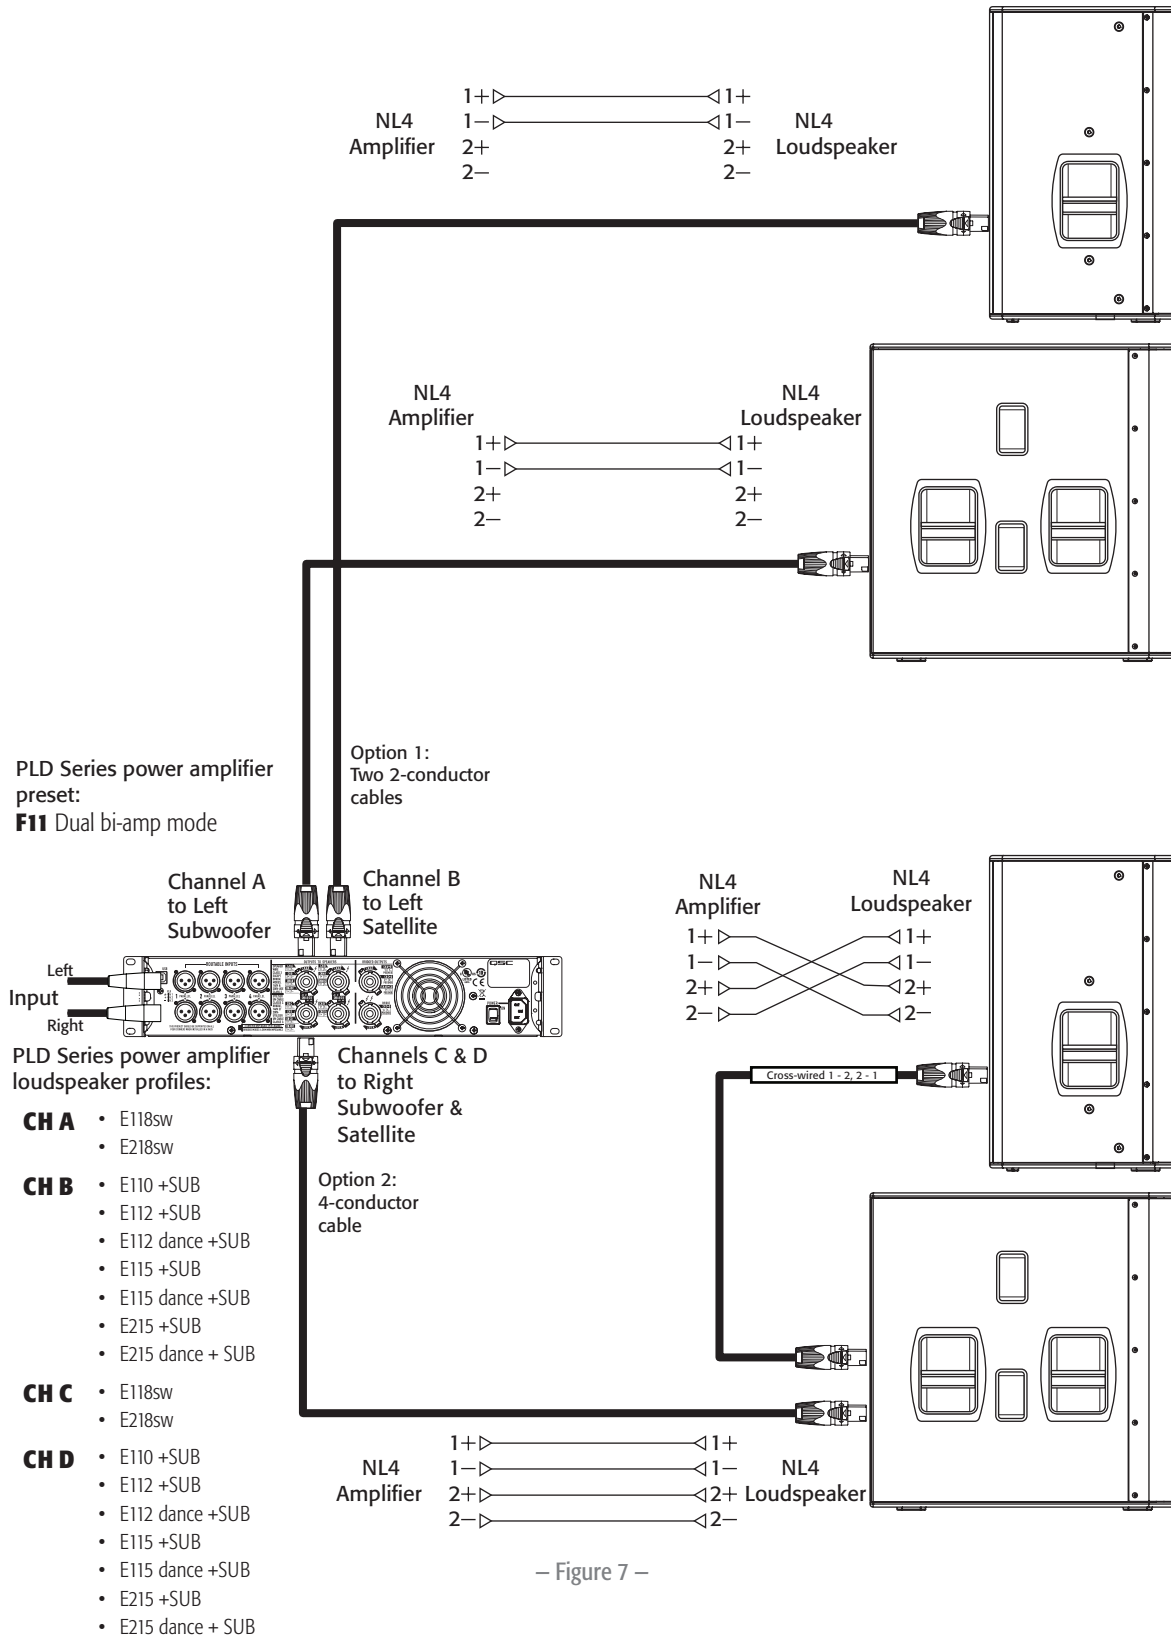 1+ 1+
NL4 1− 1− NL4
Amplifier 2+ 2+ Loudspeaker
2− 2−
NL4 NL4
Amplifier Loudspeaker
1+ 1+
1− 1−
2+ 2+
2− 2−
Option 1:
Two 2-conductor
cables
PLD Series power amplifier
preset:
F11 Dual bi-amp mode
Channel A
to Left
Subwoofer
Channel B
to Left
Satellite
NL4 NL4
Amplifier Loudspeaker
1+ 1+
1− 1−
2+ 2+
2− 2−
Left
Input
Right
ROUTABLE INPUTS
QSC
PLD Series power amplifier
loudspeaker profiles:
Channels C & D
to Right
Subwoofer &
Satellite
Cross-wired 1 - 2, 2 - 1
CH A • E118sw
• E218sw
CH B • E110 +SUB
• E112 +SUB
• E112 dance +SUB
• E115 +SUB
• E115 dance +SUB
• E215 +SUB
• E215 dance + SUB
Option 2:
4-conductor
cable
CH C • E118sw
• E218sw
CH D • E110 +SUB
• E112 +SUB
• E112 dance +SUB
• E115 +SUB
• E115 dance +SUB
• E215 +SUB
• E215 dance + SUB
1+ 1+
NL4 1− 1− NL4
Amplifier 2+ 2+ Loudspeaker
2− 2−
– Figure 7 –